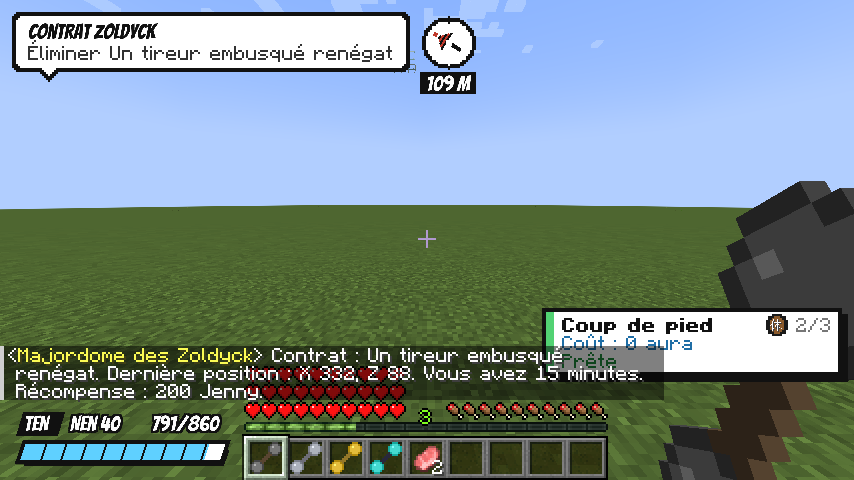 CONTRAT ZOLDYCK
Éliminer Un tireur embusqué renégat
109 M
Coup de pied
2/3
Coût : 0 aura
Prête
<Majordome des Zoldyck> Contrat : Un tireur embusqué
renégat. Dernière position : X 332, Z 88. Vous avez 15 minutes.
Récompense : 200 Jenny.
TEN
NEN 40
791/860
8
2